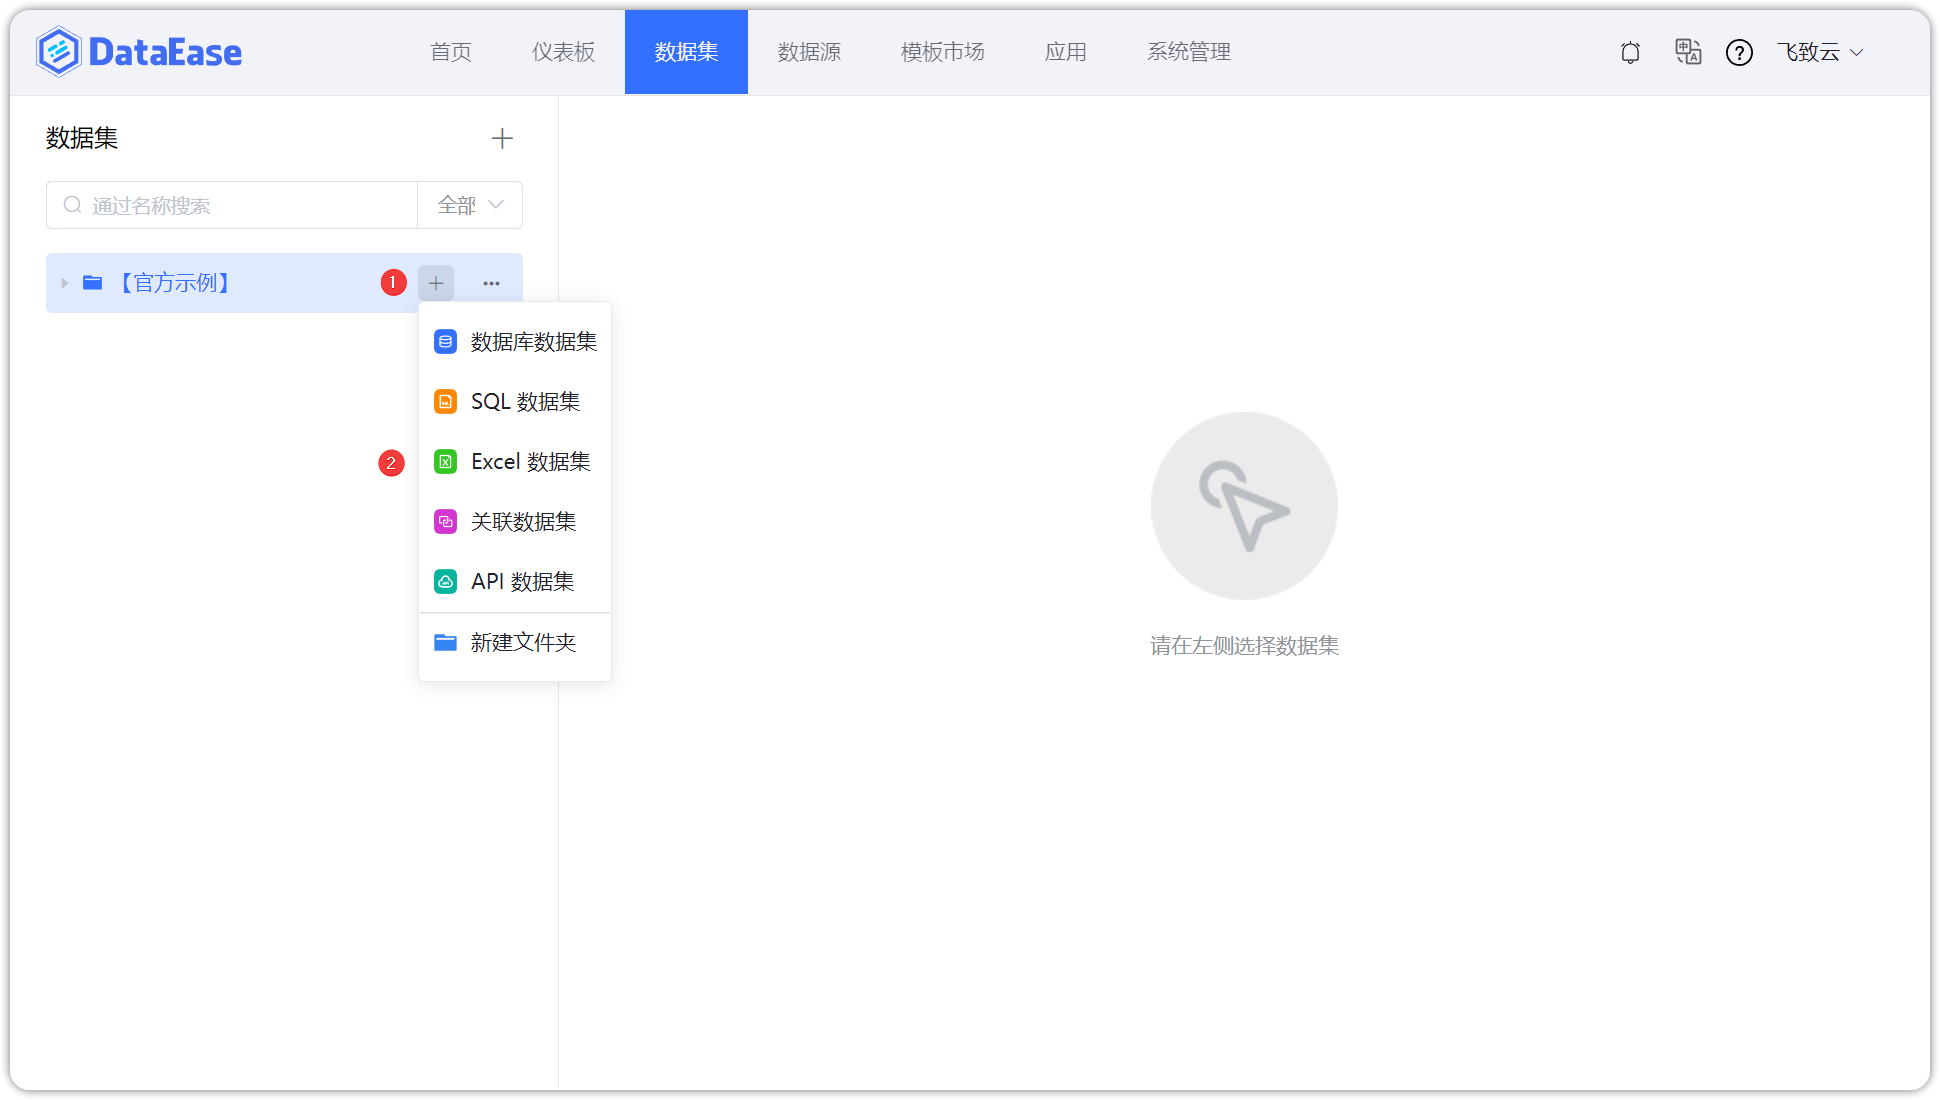 DataEase 首页 仪表板 数据集 数据源 模板市场 应用 系统管理 飞致云
数据集
通过名称搜索 全部
【官方示例】 1
数据库数据集
SQL 数据集
2 Excel 数据集
关联数据集
API 数据集
新建文件夹
请在左侧选择数据集